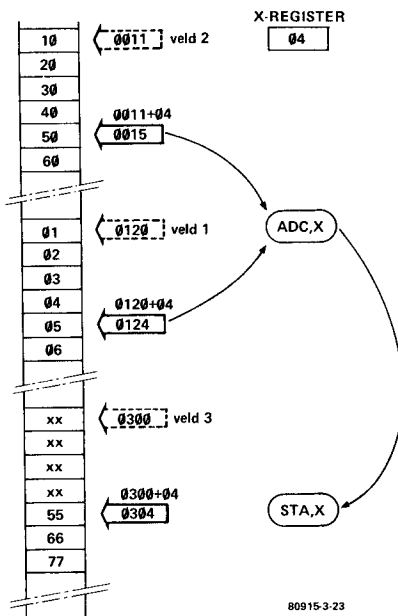 X-REGISTER
10 0011 veld 2 04
20
30
40 0011+04
50 0015
60
01 0120 veld 1 ADC,X
02
03
04 0120+04
05 0124
06
xx 0300 veld 3
xx
xx
xx 0300+04
55 0304 STA,X
66
77
80915-3-23